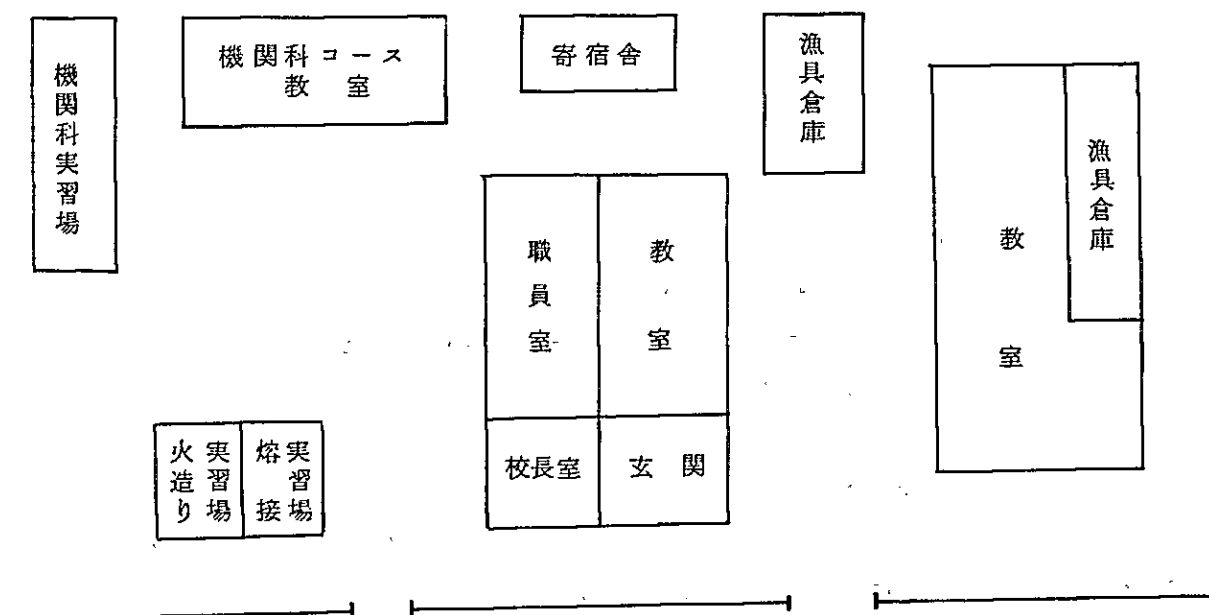 機関科実習場
機関科コース
教室
寄宿舎
漁具倉庫
漁具倉庫
教室
職員室
教室
校長室
玄関
実習場
火造り
実習場
熔接